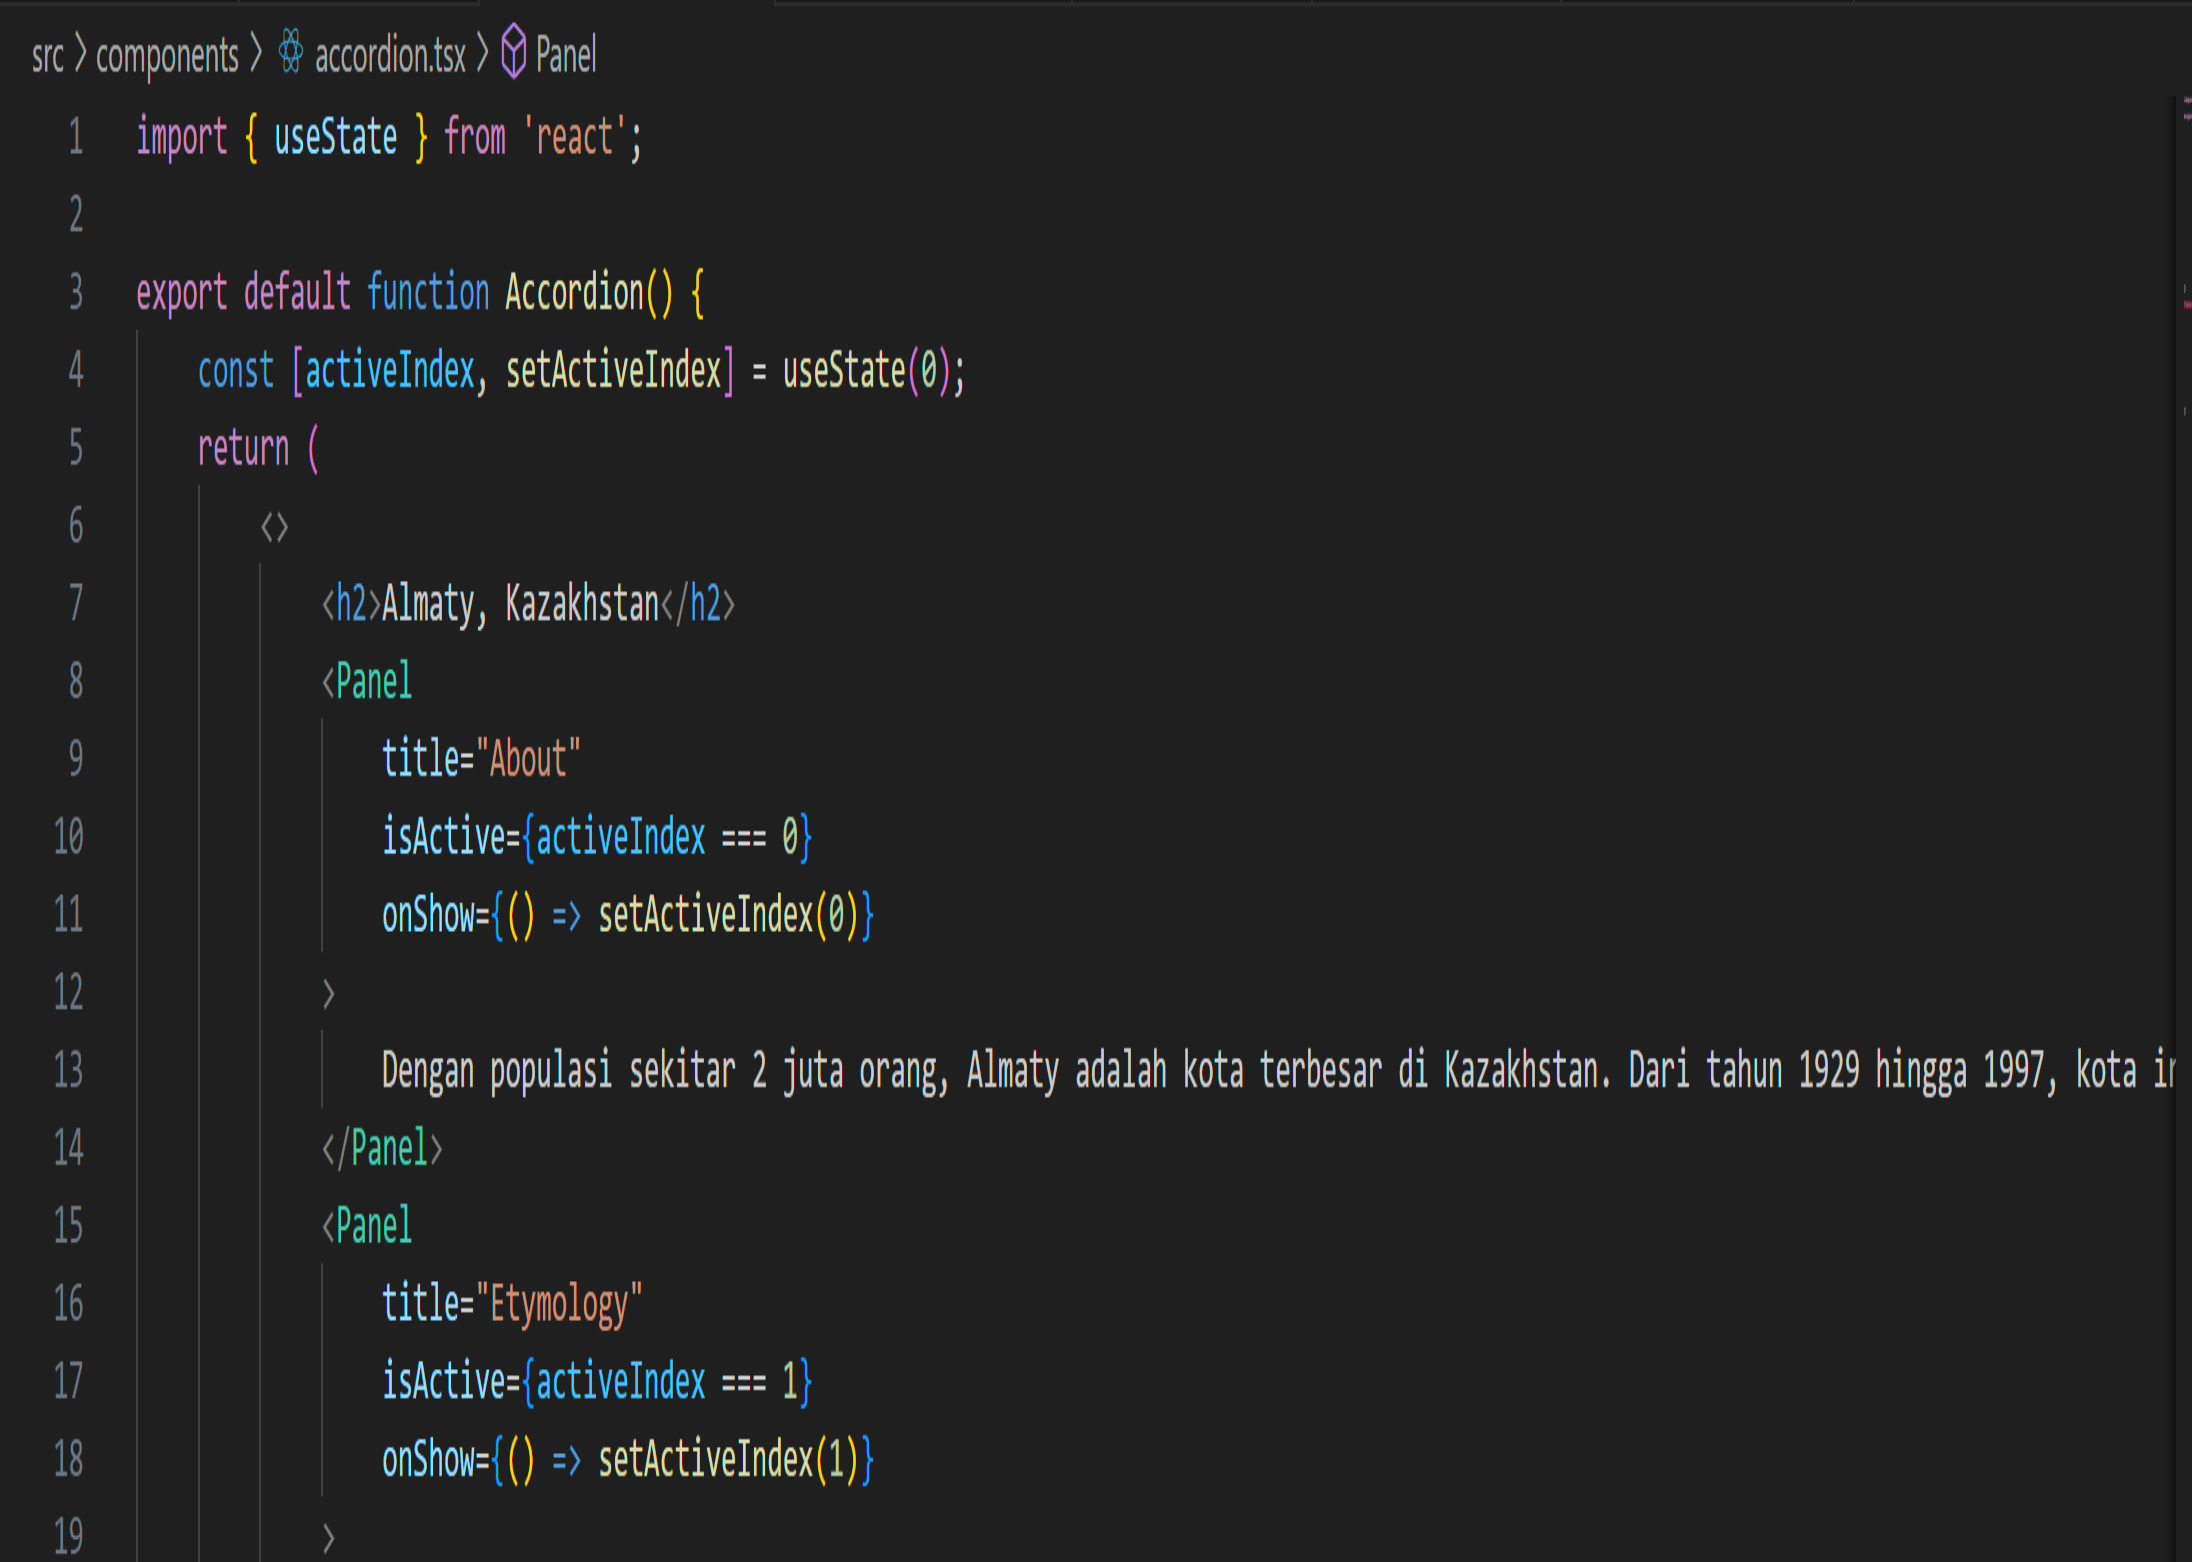 src > components > accordion.tsx > Panel
1 import { useState } from 'react';
2
3 export default function Accordion() {
4 const [activeIndex, setActiveIndex] = useState(0);
5 return (
6 <>
7 <h2>Almaty, Kazakhstan</h2>
8 <Panel
9 title="About"
10 isActive={activeIndex === 0}
11 onShow={() => setActiveIndex(0)}
12 >
13 Dengan populasi sekitar 2 juta orang, Almaty adalah kota terbesar di Kazakhstan. Dari tahun 1929 hingga 1997, kota
14 </Panel>
15 <Panel
16 title="Etymology"
17 isActive={activeIndex === 1}
18 onShow={() => setActiveIndex(1)}
19 >